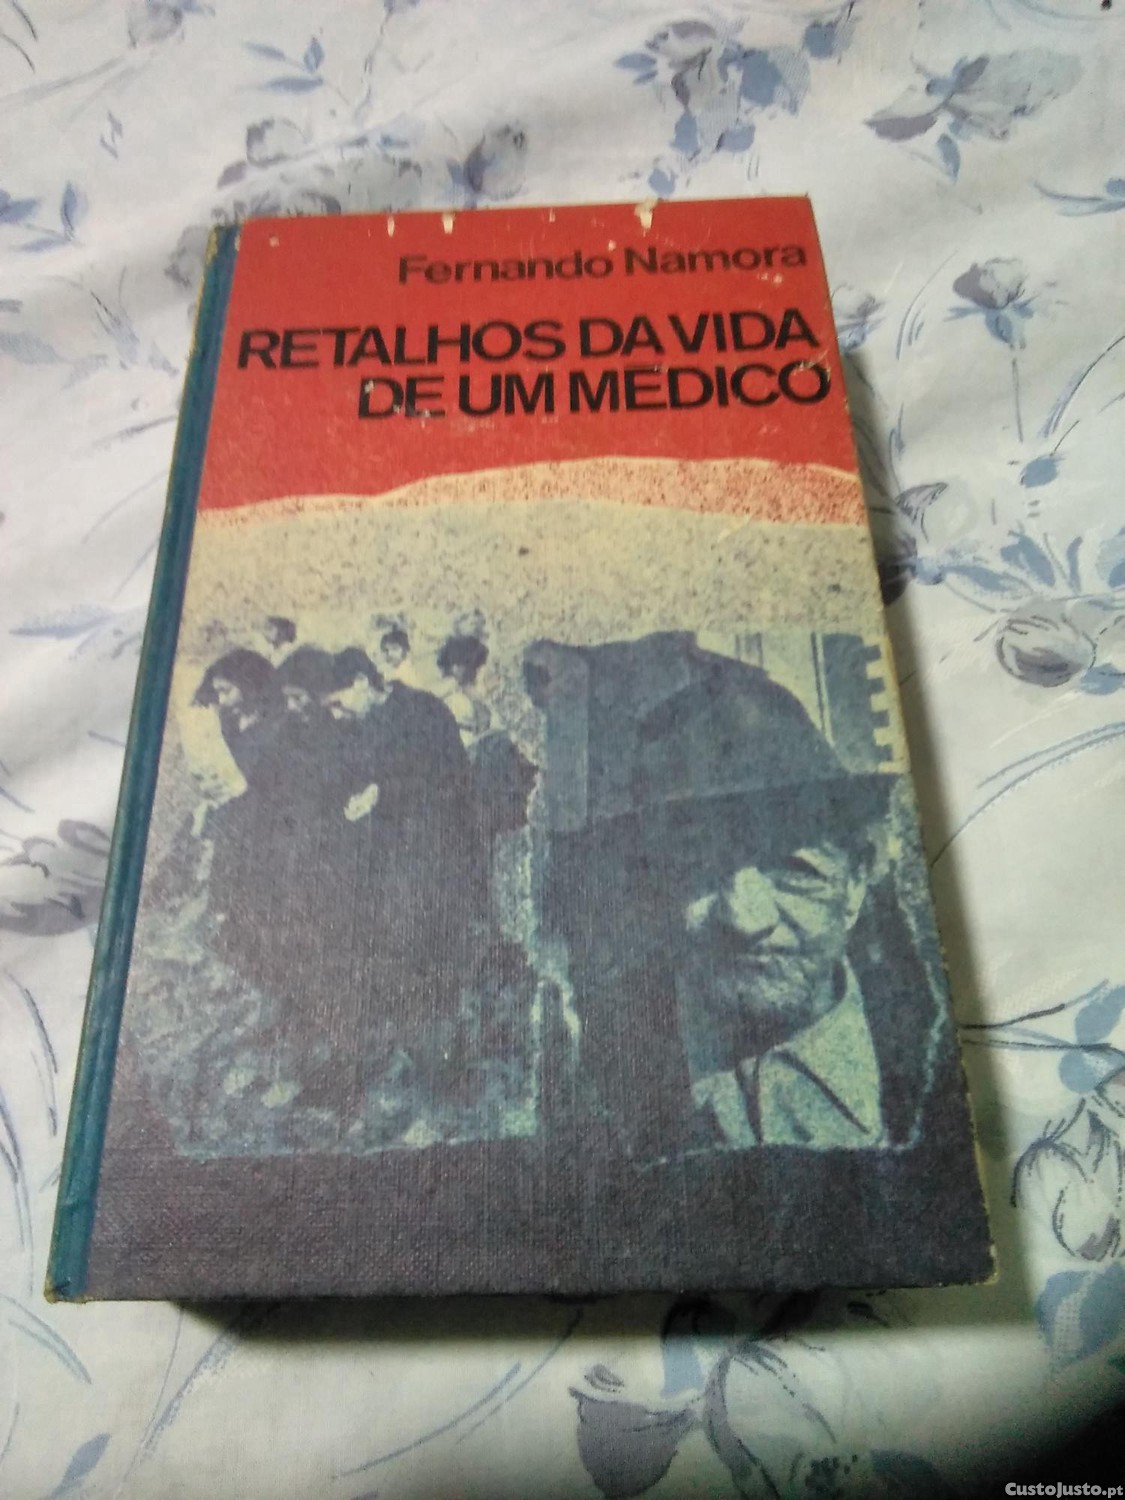 Fernando Namora
RETALHOS DA VIDA
DE UM MÉDICO
CustoJusto.pt